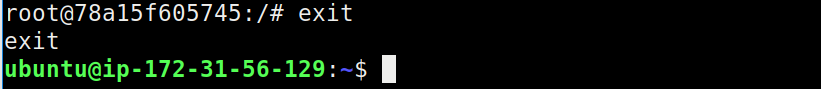 root@78a15f605745:/# exit
exit
ubuntu@ip-172-31-56-129:~$